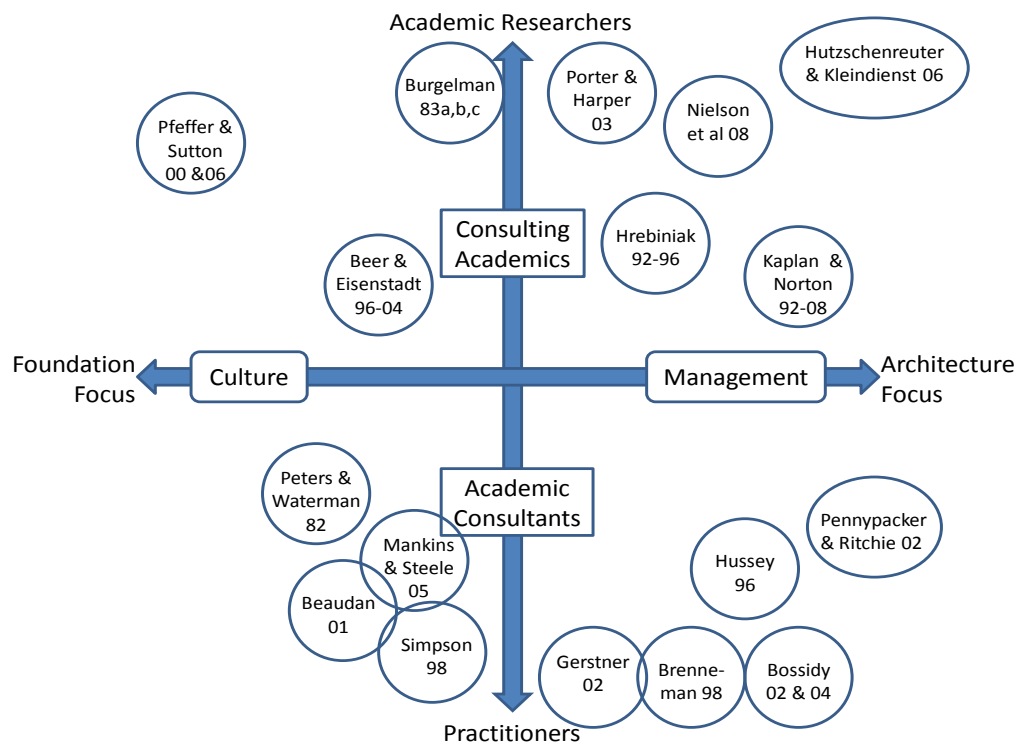 Academic Researchers
Burgelman
83a,b,c
Porter &
Harper
03
Hutzschenreuter
& Kleindienst 06
Nielson
et al 08
Pfeffer &
Sutton
00 &06
Consulting
Academics
Hrebiniak
92-96
Beer &
Eisenstadt
96-04
Kaplan &
Norton
92-08
Foundation
Focus
Culture
Management
Architecture
Focus
Peters &
Waterman
82
Academic
Consultants
Pennypacker
& Ritchie 02
Mankins
& Steele
05
Hussey
96
Beaudan
01
Simpson
98
Gerstner
02
Brenne-
man 98
Bossidy
02 & 04
Practitioners